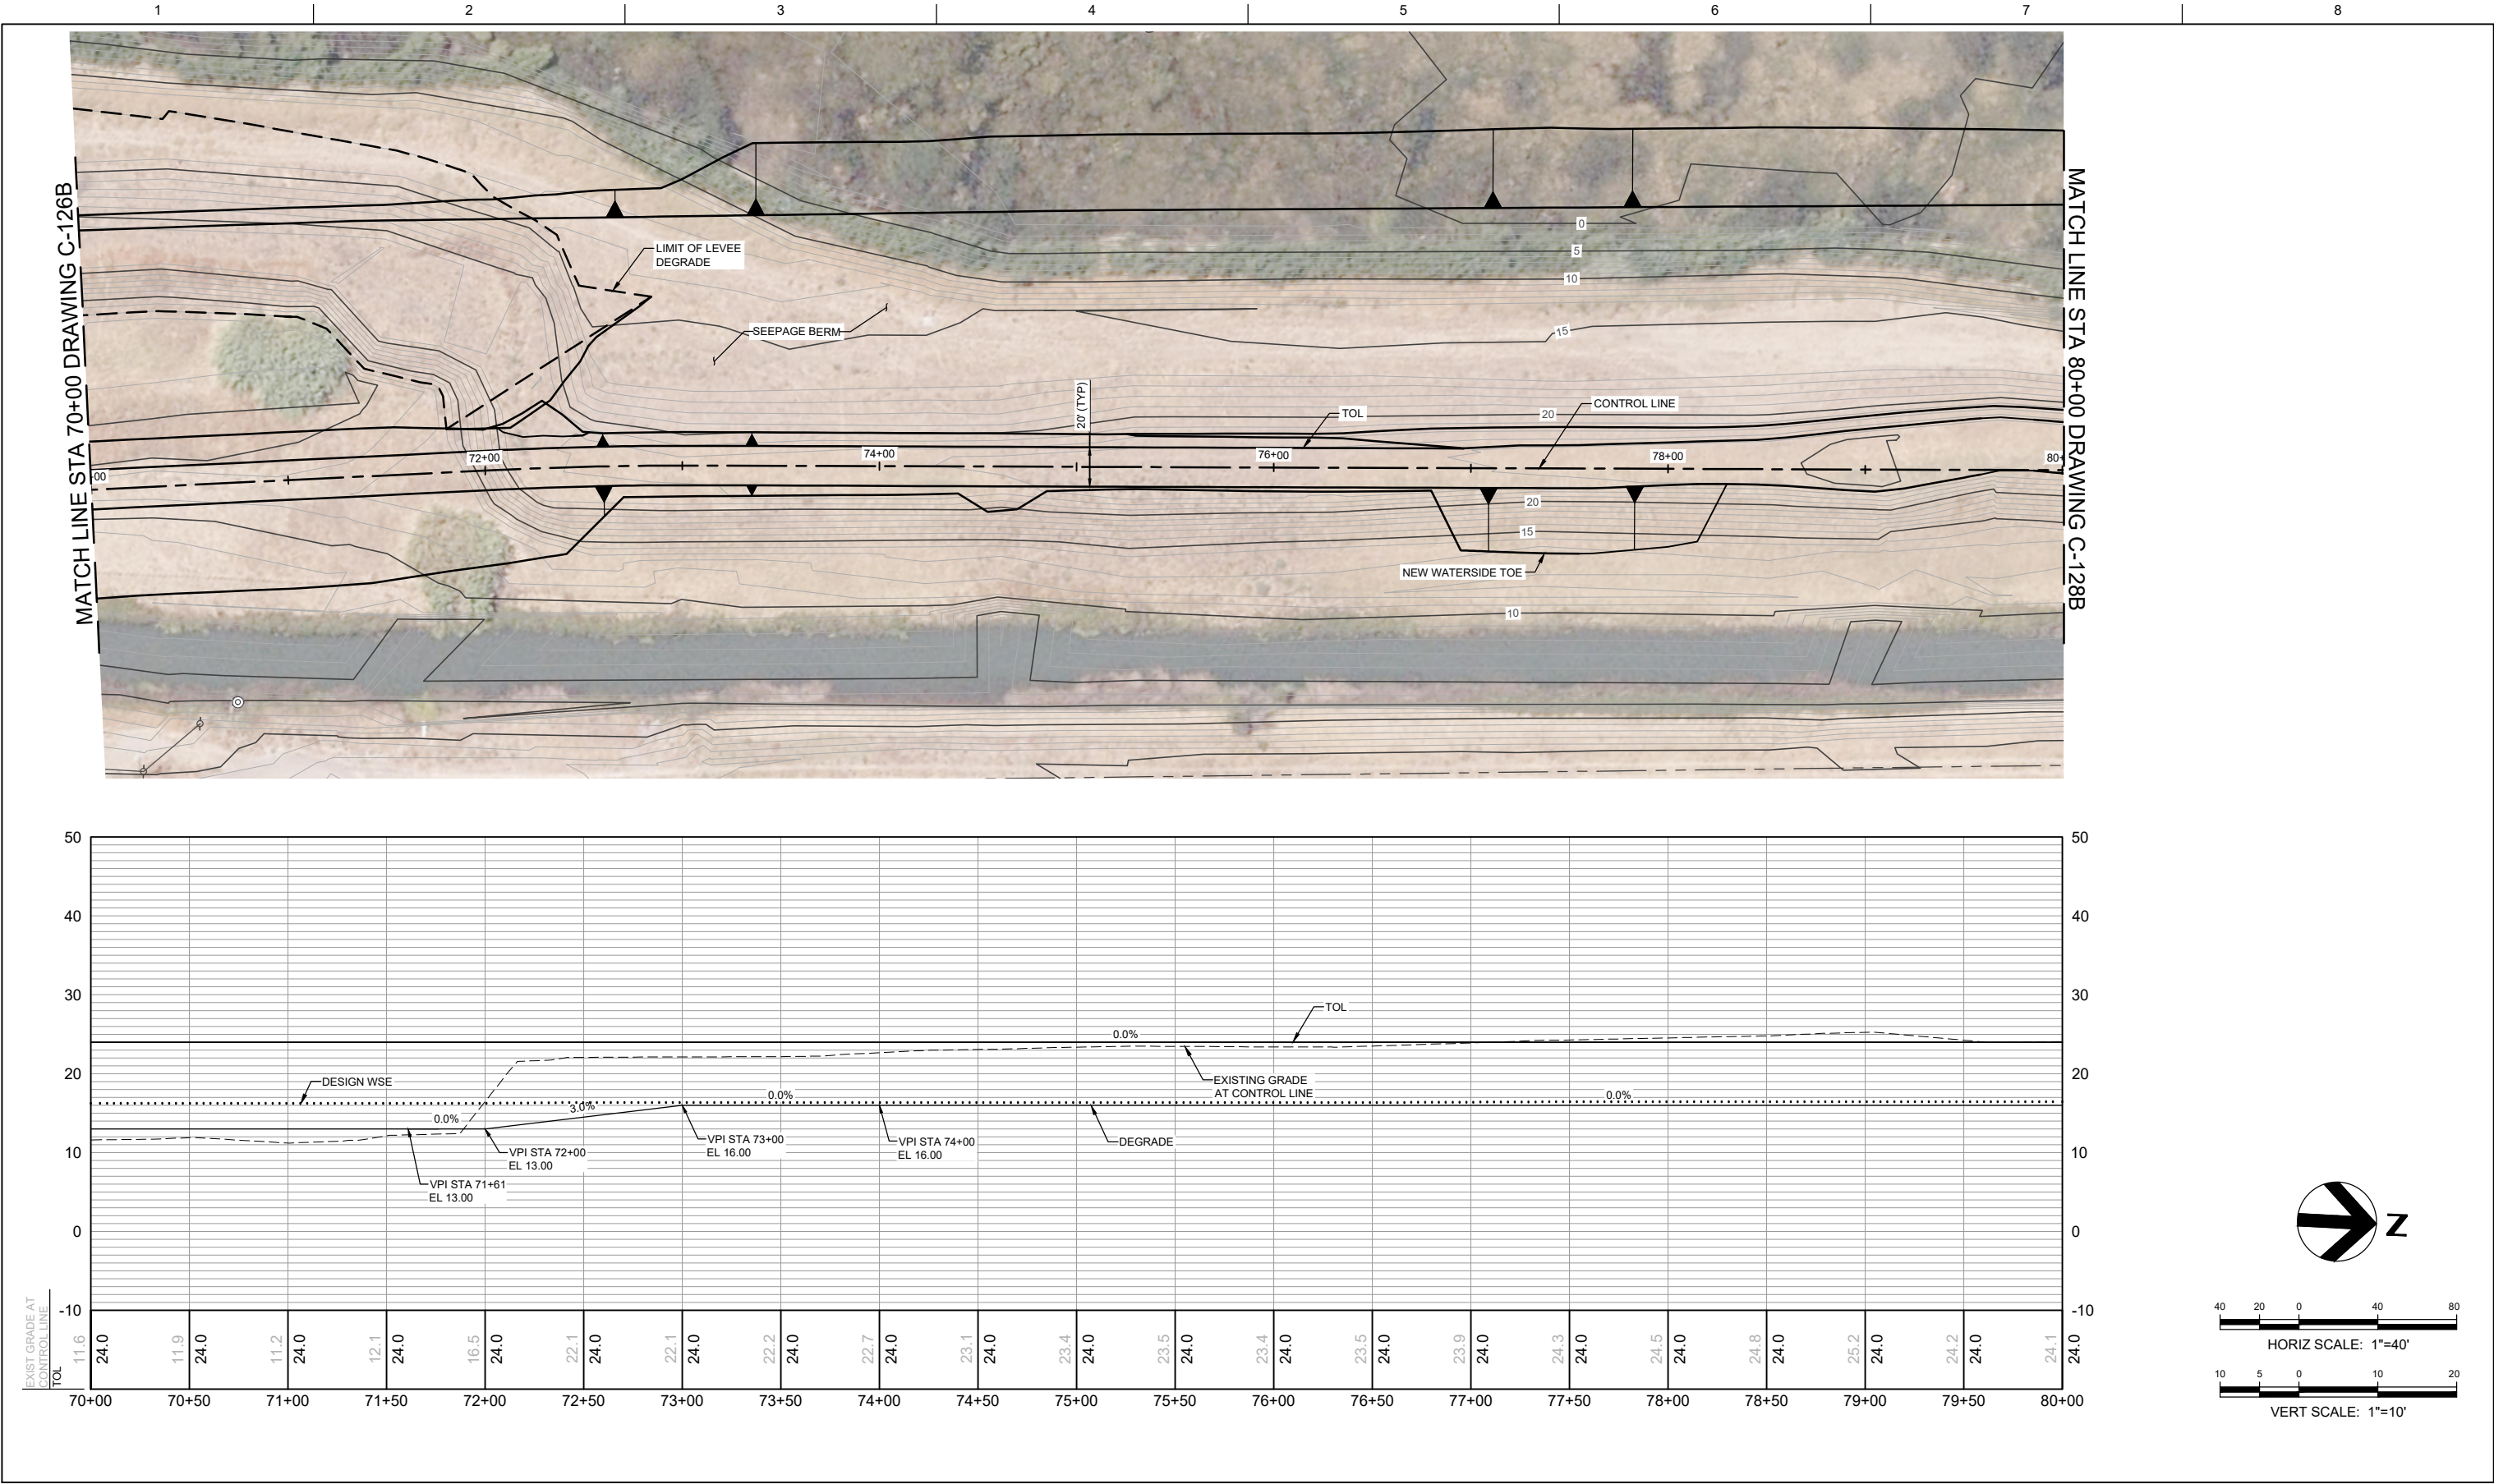 1 2 3 4 5 6 7 8
MATCH LINE STA 70+00 DRAWING C-126B
MATCH LINE STA 80+00 DRAWING C-128B
LIMIT OF LEVEE
DEGRADE
SEEPAGE BERM
0
5
10
15
20' (TYP)
TOL
20
CONTROL LINE
00
72+00
74+00
76+00
78+00
80+
20
15
NEW WATERSIDE TOE
10
50 50
40 40
30 30
20 20
10 10
0 0
-10 -10
TOL
0.0%
DESIGN WSE
EXISTING GRADE
AT CONTROL LINE
0.0%
3.0%
0.0%
0.0%
VPI STA 73+00
EL 16.00
VPI STA 74+00
EL 16.00
DEGRADE
VPI STA 72+00
EL 13.00
VPI STA 71+61
EL 13.00
EXIST GRADE AT
CONTROL LINE
11.6 11.9 11.2 12.1 16.5 22.1 22.1 22.2 22.7 23.1 23.4 23.5 23.4 23.5 23.9 24.3 24.5 24.8 25.2 24.2 24.1
TOL
24.0 24.0 24.0 24.0 24.0 24.0 24.0 24.0 24.0 24.0 24.0 24.0 24.0 24.0 24.0 24.0 24.0 24.0 24.0 24.0 24.0
70+00 70+50 71+00 71+50 72+00 72+50 73+00 73+50 74+00 74+50 75+00 75+50 76+00 76+50 77+00 77+50 78+00 78+50 79+00 79+50 80+00
N
40 20 0 40 80
HORIZ SCALE: 1"=40'
10 5 0 10 20
VERT SCALE: 1"=10'